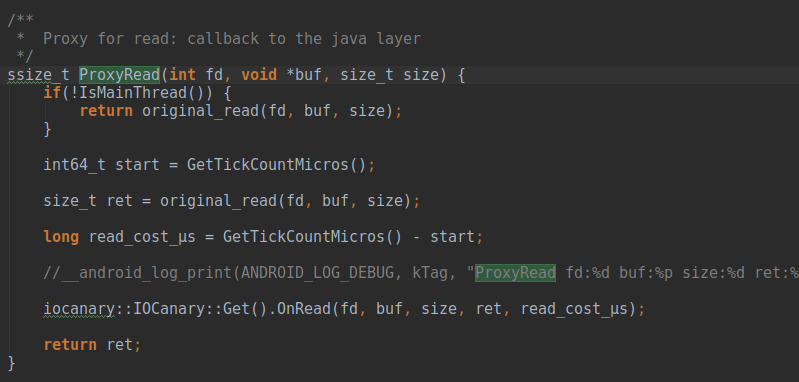 /**
 *  Proxy for read: callback to the java layer
 */
ssize_t ProxyRead(int fd, void *buf, size_t size) {
    if(!IsMainThread()) {
        return original_read(fd, buf, size);
    }
    int64_t start = GetTickCountMicros();
    size_t ret = original_read(fd, buf, size);
    long read_cost_μs = GetTickCountMicros() - start;
    //__android_log_print(ANDROID_LOG_DEBUG, kTag, "ProxyRead fd:%d buf:%p size:%d ret:%
    iocanary::IOCanary::Get().OnRead(fd, buf, size, ret, read_cost_μs);
    return ret;
}